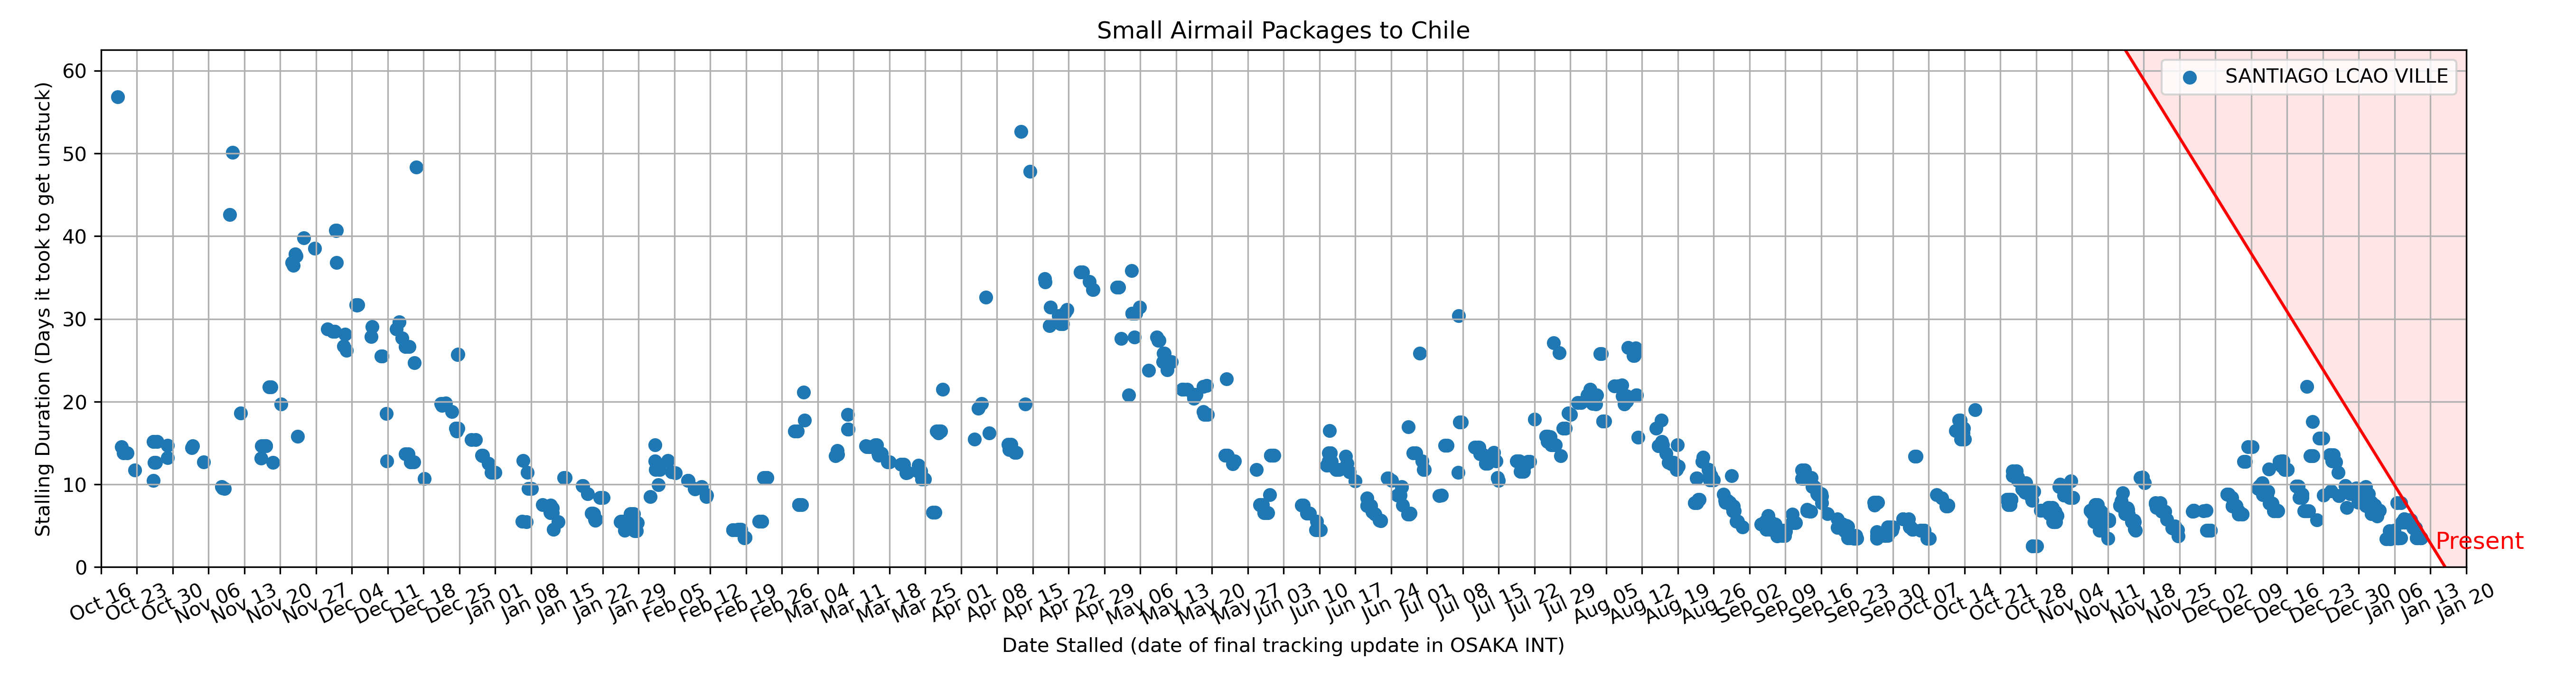 Small Airmail Packages to Chile
SANTIAGO LCAO VILLE
Stalling Duration (Days it took to get unstuck)
60
50
40
30
20
10
0
Present
Oct 16
Oct 23
Oct 30
Nov 06
Nov 13
Nov 20
Nov 27
Dec 04
Dec 11
Dec 18
Dec 25
Jan 01
Jan 08
Jan 15
Jan 22
Jan 29
Feb 05
Feb 12
Feb 19
Feb 26
Mar 04
Mar 11
Mar 18
Mar 25
Apr 01
Apr 08
Apr 15
Apr 22
Apr 29
May 06
May 13
May 20
May 27
Jun 03
Jun 10
Jun 17
Jun 24
Jul 01
Jul 08
Jul 15
Jul 22
Jul 29
Aug 05
Aug 12
Aug 19
Aug 26
Sep 02
Sep 09
Sep 16
Sep 23
Sep 30
Oct 07
Oct 14
Oct 21
Oct 28
Nov 04
Nov 11
Nov 18
Nov 25
Dec 02
Dec 09
Dec 16
Dec 23
Dec 30
Jan 06
Jan 13
Jan 20
Date Stalled (date of final tracking update in OSAKA INT)